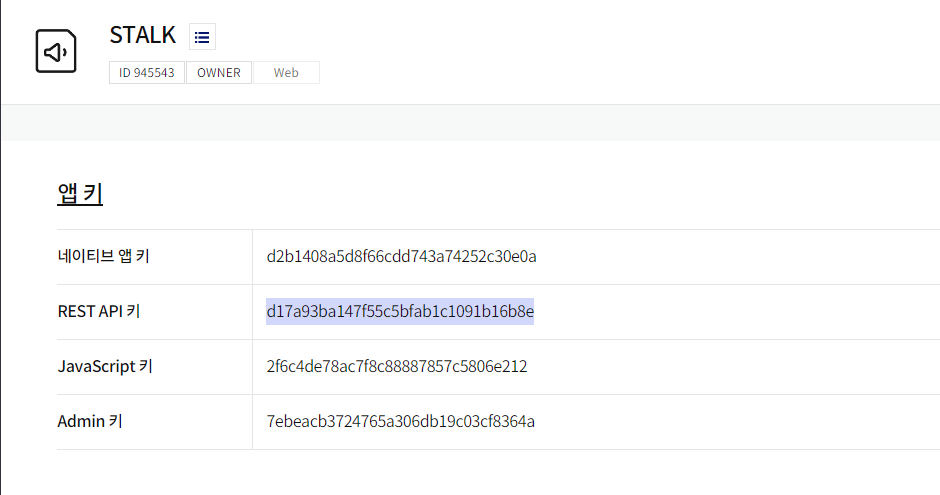 STALK
ID 945543 OWNER Web
앱 키
네이티브 앱 키 d2b1408a5d8f66cdd743a74252c30e0a
REST API 키 d17a93ba147f55c5bfab1c1091b16b8e
JavaScript 키 2f6c4de78ac7f8c88887857c5806e212
Admin 키 7ebeacb3724765a306db19c03cf8364a